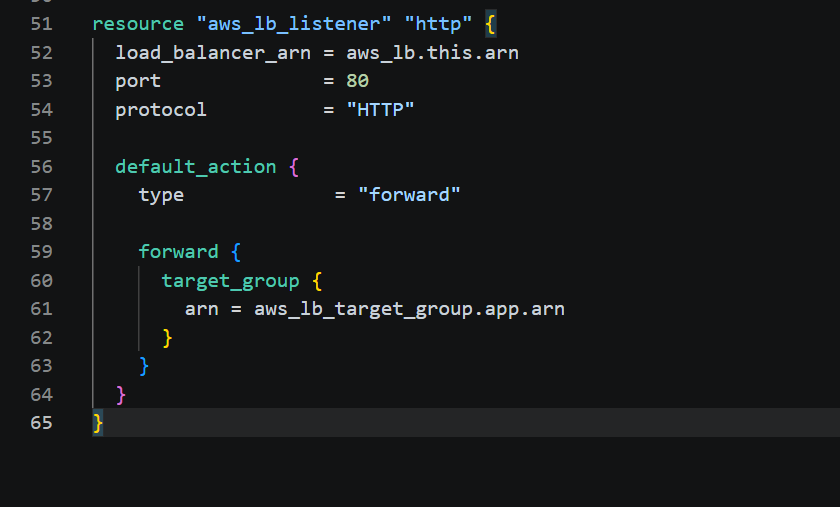 51 resource "aws_lb_listener" "http" {
52   load_balancer_arn = aws_lb.this.arn
53   port              = 80
54   protocol          = "HTTP"
55
56   default_action {
57     type             = "forward"
58
59     forward {
60       target_group {
61         arn = aws_lb_target_group.app.arn
62       }
63     }
64   }
65 }